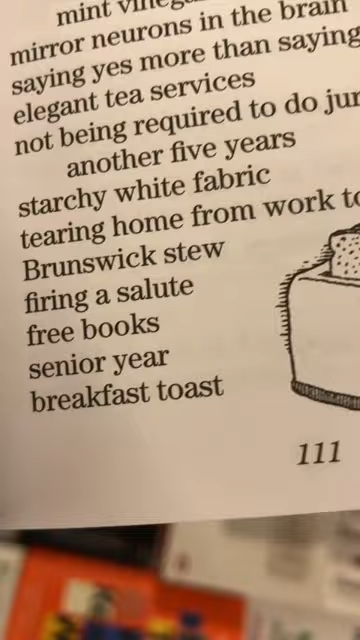 mint
mirror neurons in the brain
saying yes more than saying
elegant tea services
not being required to do
another five years
starchy white fabric
tearing home from work to
Brunswick stew
firing a salute
free books
senior year
breakfast toast
111